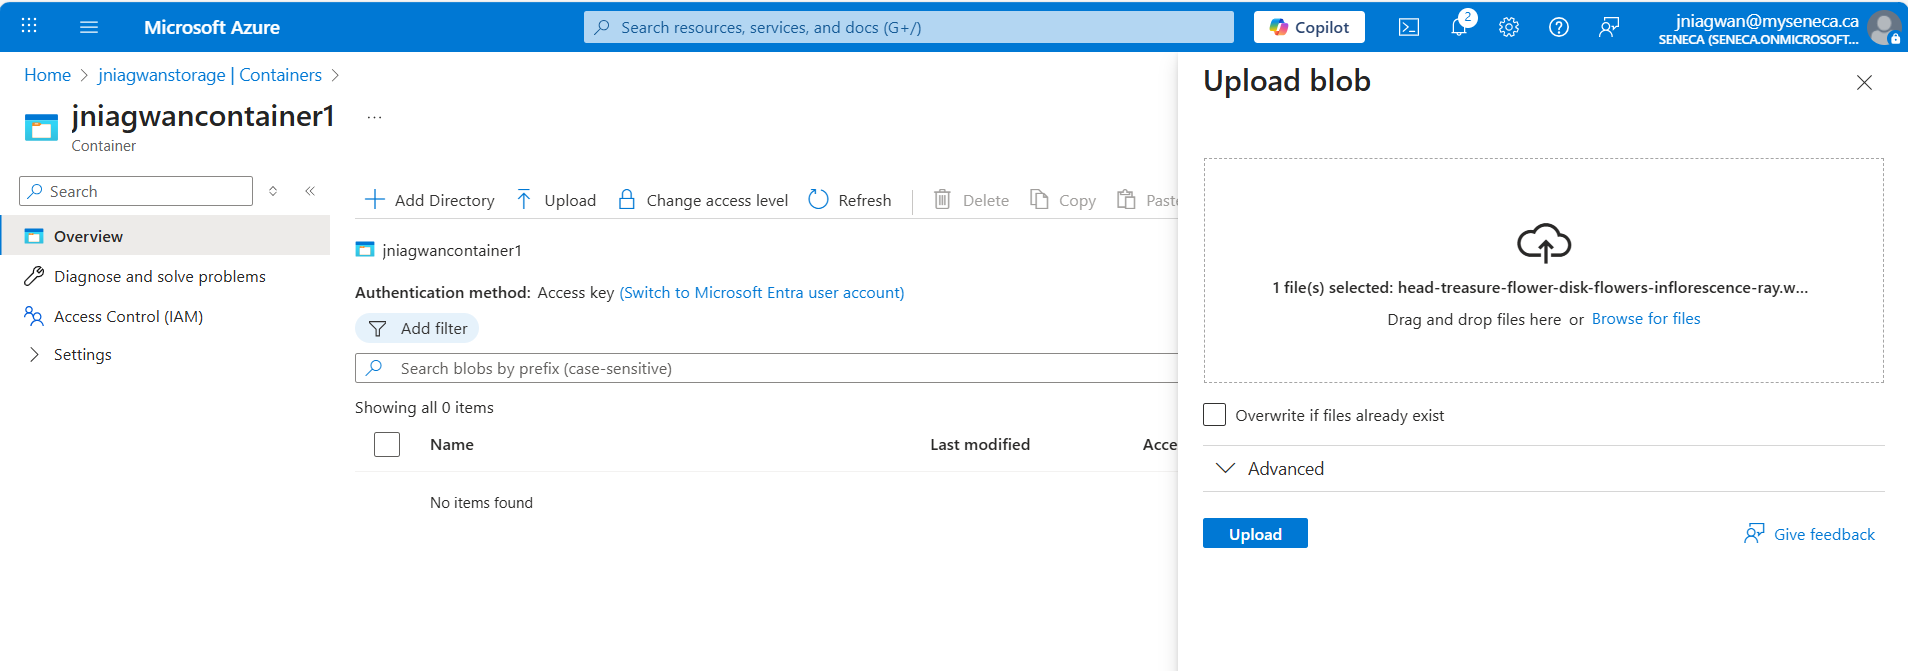 Microsoft Azure
Search resources, services, and docs (G+/)
Copilot
2
jniagwan@myseneca.ca
SENECA (SENECA.ONMICROSOFT...
Home > jniagwanstorage | Containers >
jniagwancontainer1 ...
Container
Search
Overview
Diagnose and solve problems
Access Control (IAM)
Settings
Add Directory Upload Change access level Refresh Delete Copy Paste
jniagwancontainer1
Authentication method: Access key (Switch to Microsoft Entra user account)
Add filter
Search blobs by prefix (case-sensitive)
Showing all 0 items
Name Last modified Acce
No items found
Upload blob
1 file(s) selected: head-treasure-flower-disk-flowers-inflorescence-ray.w...
Drag and drop files here or Browse for files
Overwrite if files already exist
Advanced
Upload
Give feedback